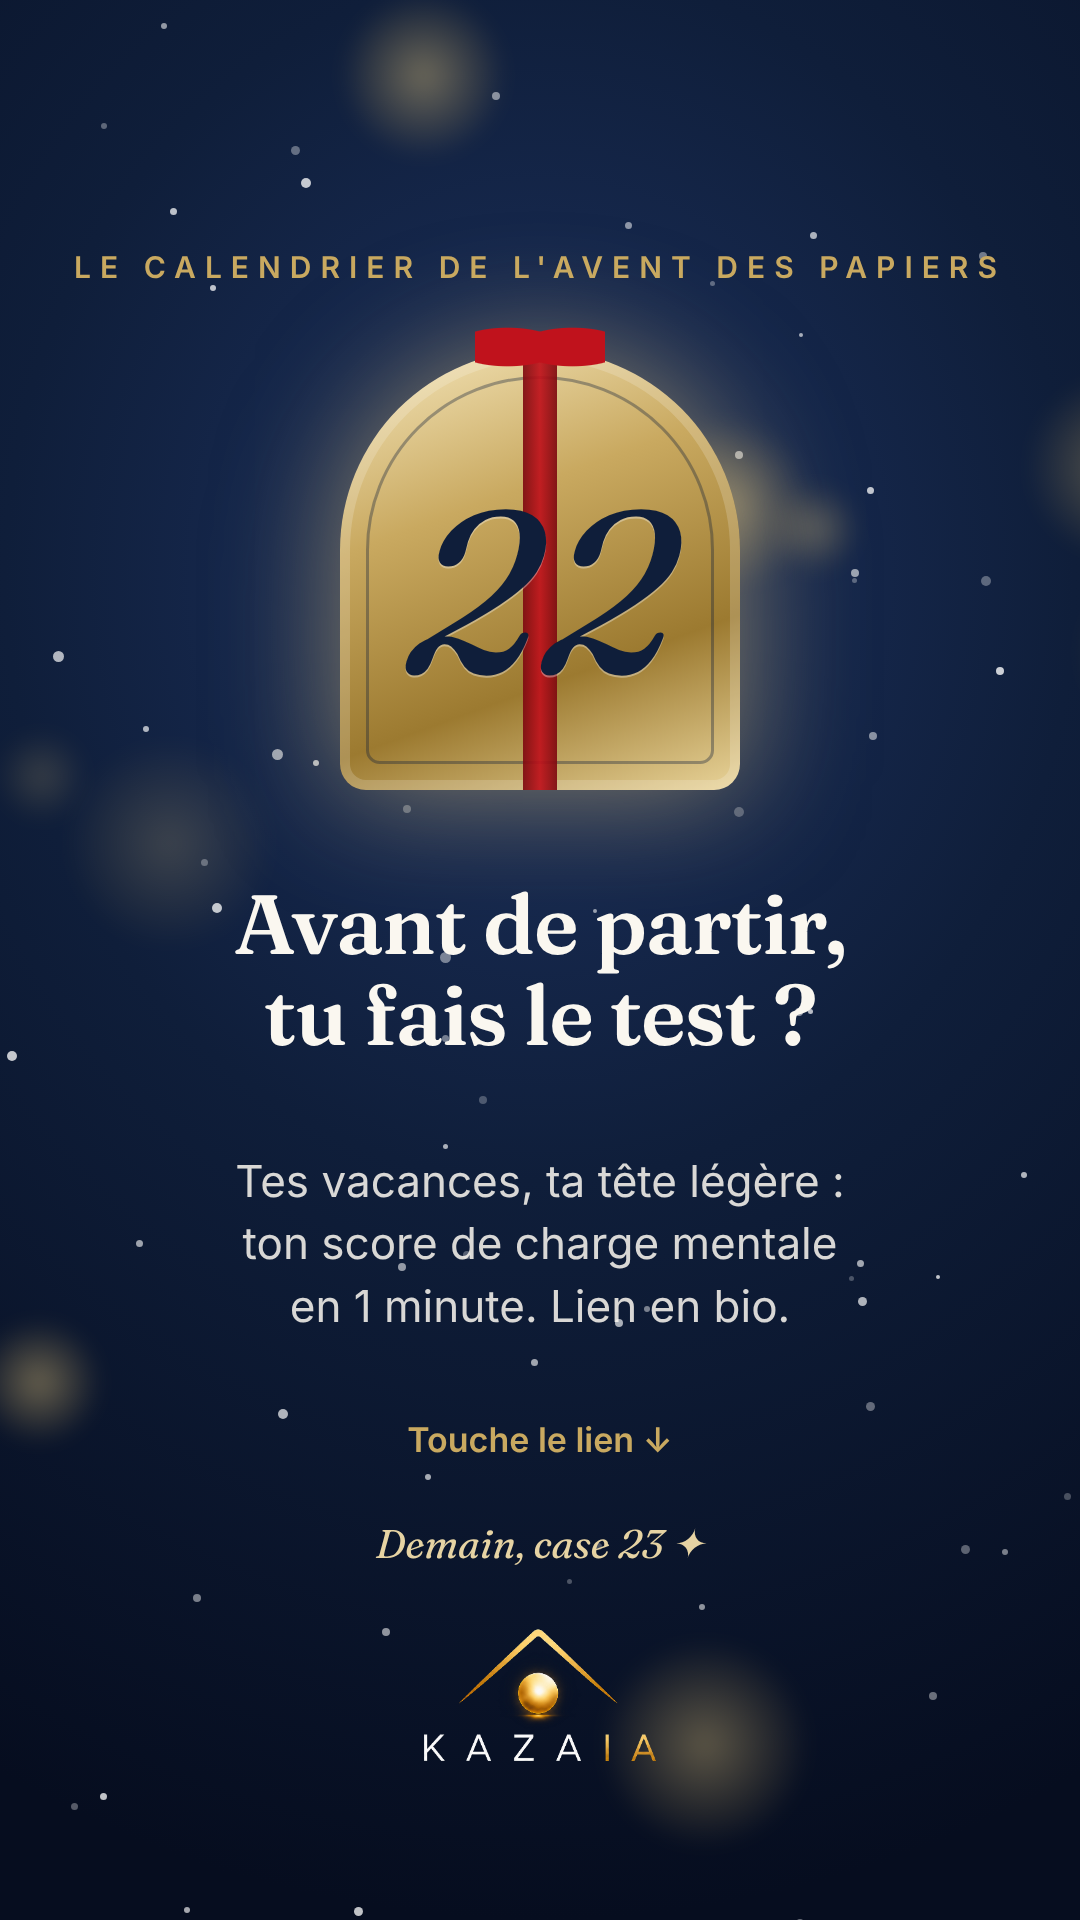 LE CALENDRIER DE L'AVENT DES PAPIERS
22
Avant de partir,
tu fais le test ?
Tes vacances, ta tête légère :
ton score de charge mentale
en 1 minute. Lien en bio.
Touche le lien ↓
Demain, case 23 ✦
KAZAIA